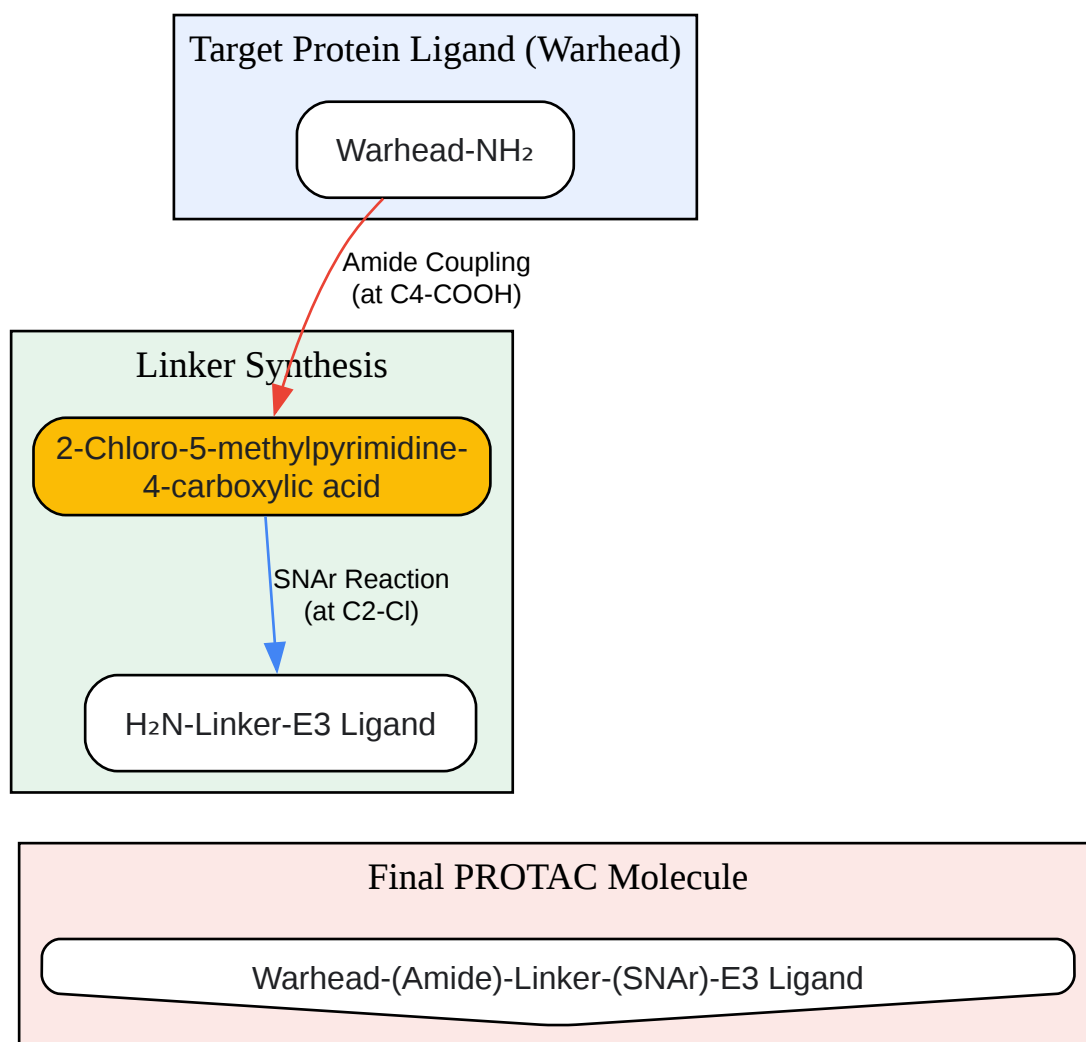 Target Protein Ligand (Warhead)
Warhead-NH₂
Amide Coupling
(at C4-COOH)
Linker Synthesis
2-Chloro-5-methylpyrimidine-
4-carboxylic acid
SNAr Reaction
(at C2-Cl)
H₂N-Linker-E3 Ligand
Final PROTAC Molecule
Warhead-(Amide)-Linker-(SNAr)-E3 Ligand